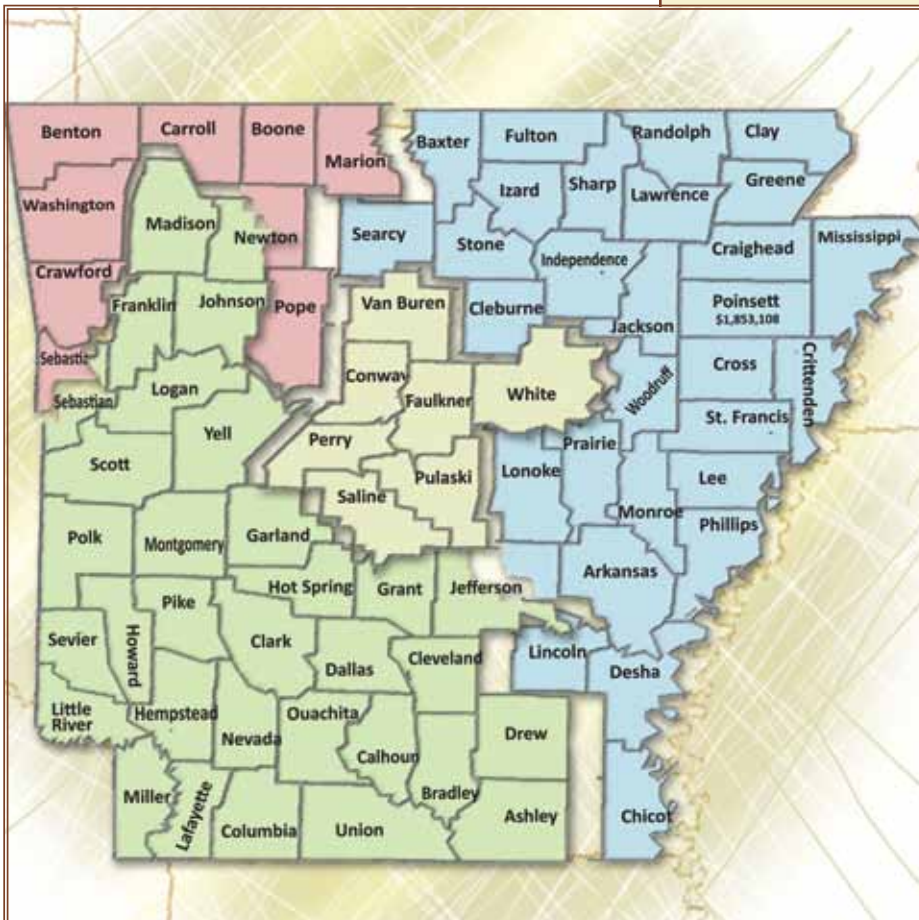 Benton
Carroll
Boone
Marion
Baxter
Fulton
Randolph
Clay
Izard
Sharp
Lawrence
Greene
Washington
Madison
Newton
Searcy
Stone
Independence
Craighead
Mississippi
Crawford
Franklin
Johnson
Pope
Van Buren
Cleburne
Jackson
Poinsett
$1,853,108
Sebastia
Sebastian
Logan
Conway
Faulkner
White
Woodruff
Cross
Crittenden
St. Francis
Yell
Perry
Scott
Saline
Pulaski
Lonoke
Prairie
Monroe
Lee
Phillips
Polk
Montgomery
Garland
Hot Spring
Grant
Jefferson
Arkansas
Pike
Sevier
Howard
Clark
Dallas
Cleveland
Lincoln
Desha
Little
River
Hempstead
Nevada
Ouachita
Calhoun
Bradley
Drew
Miller
Lafayette
Columbia
Union
Ashley
Chicot